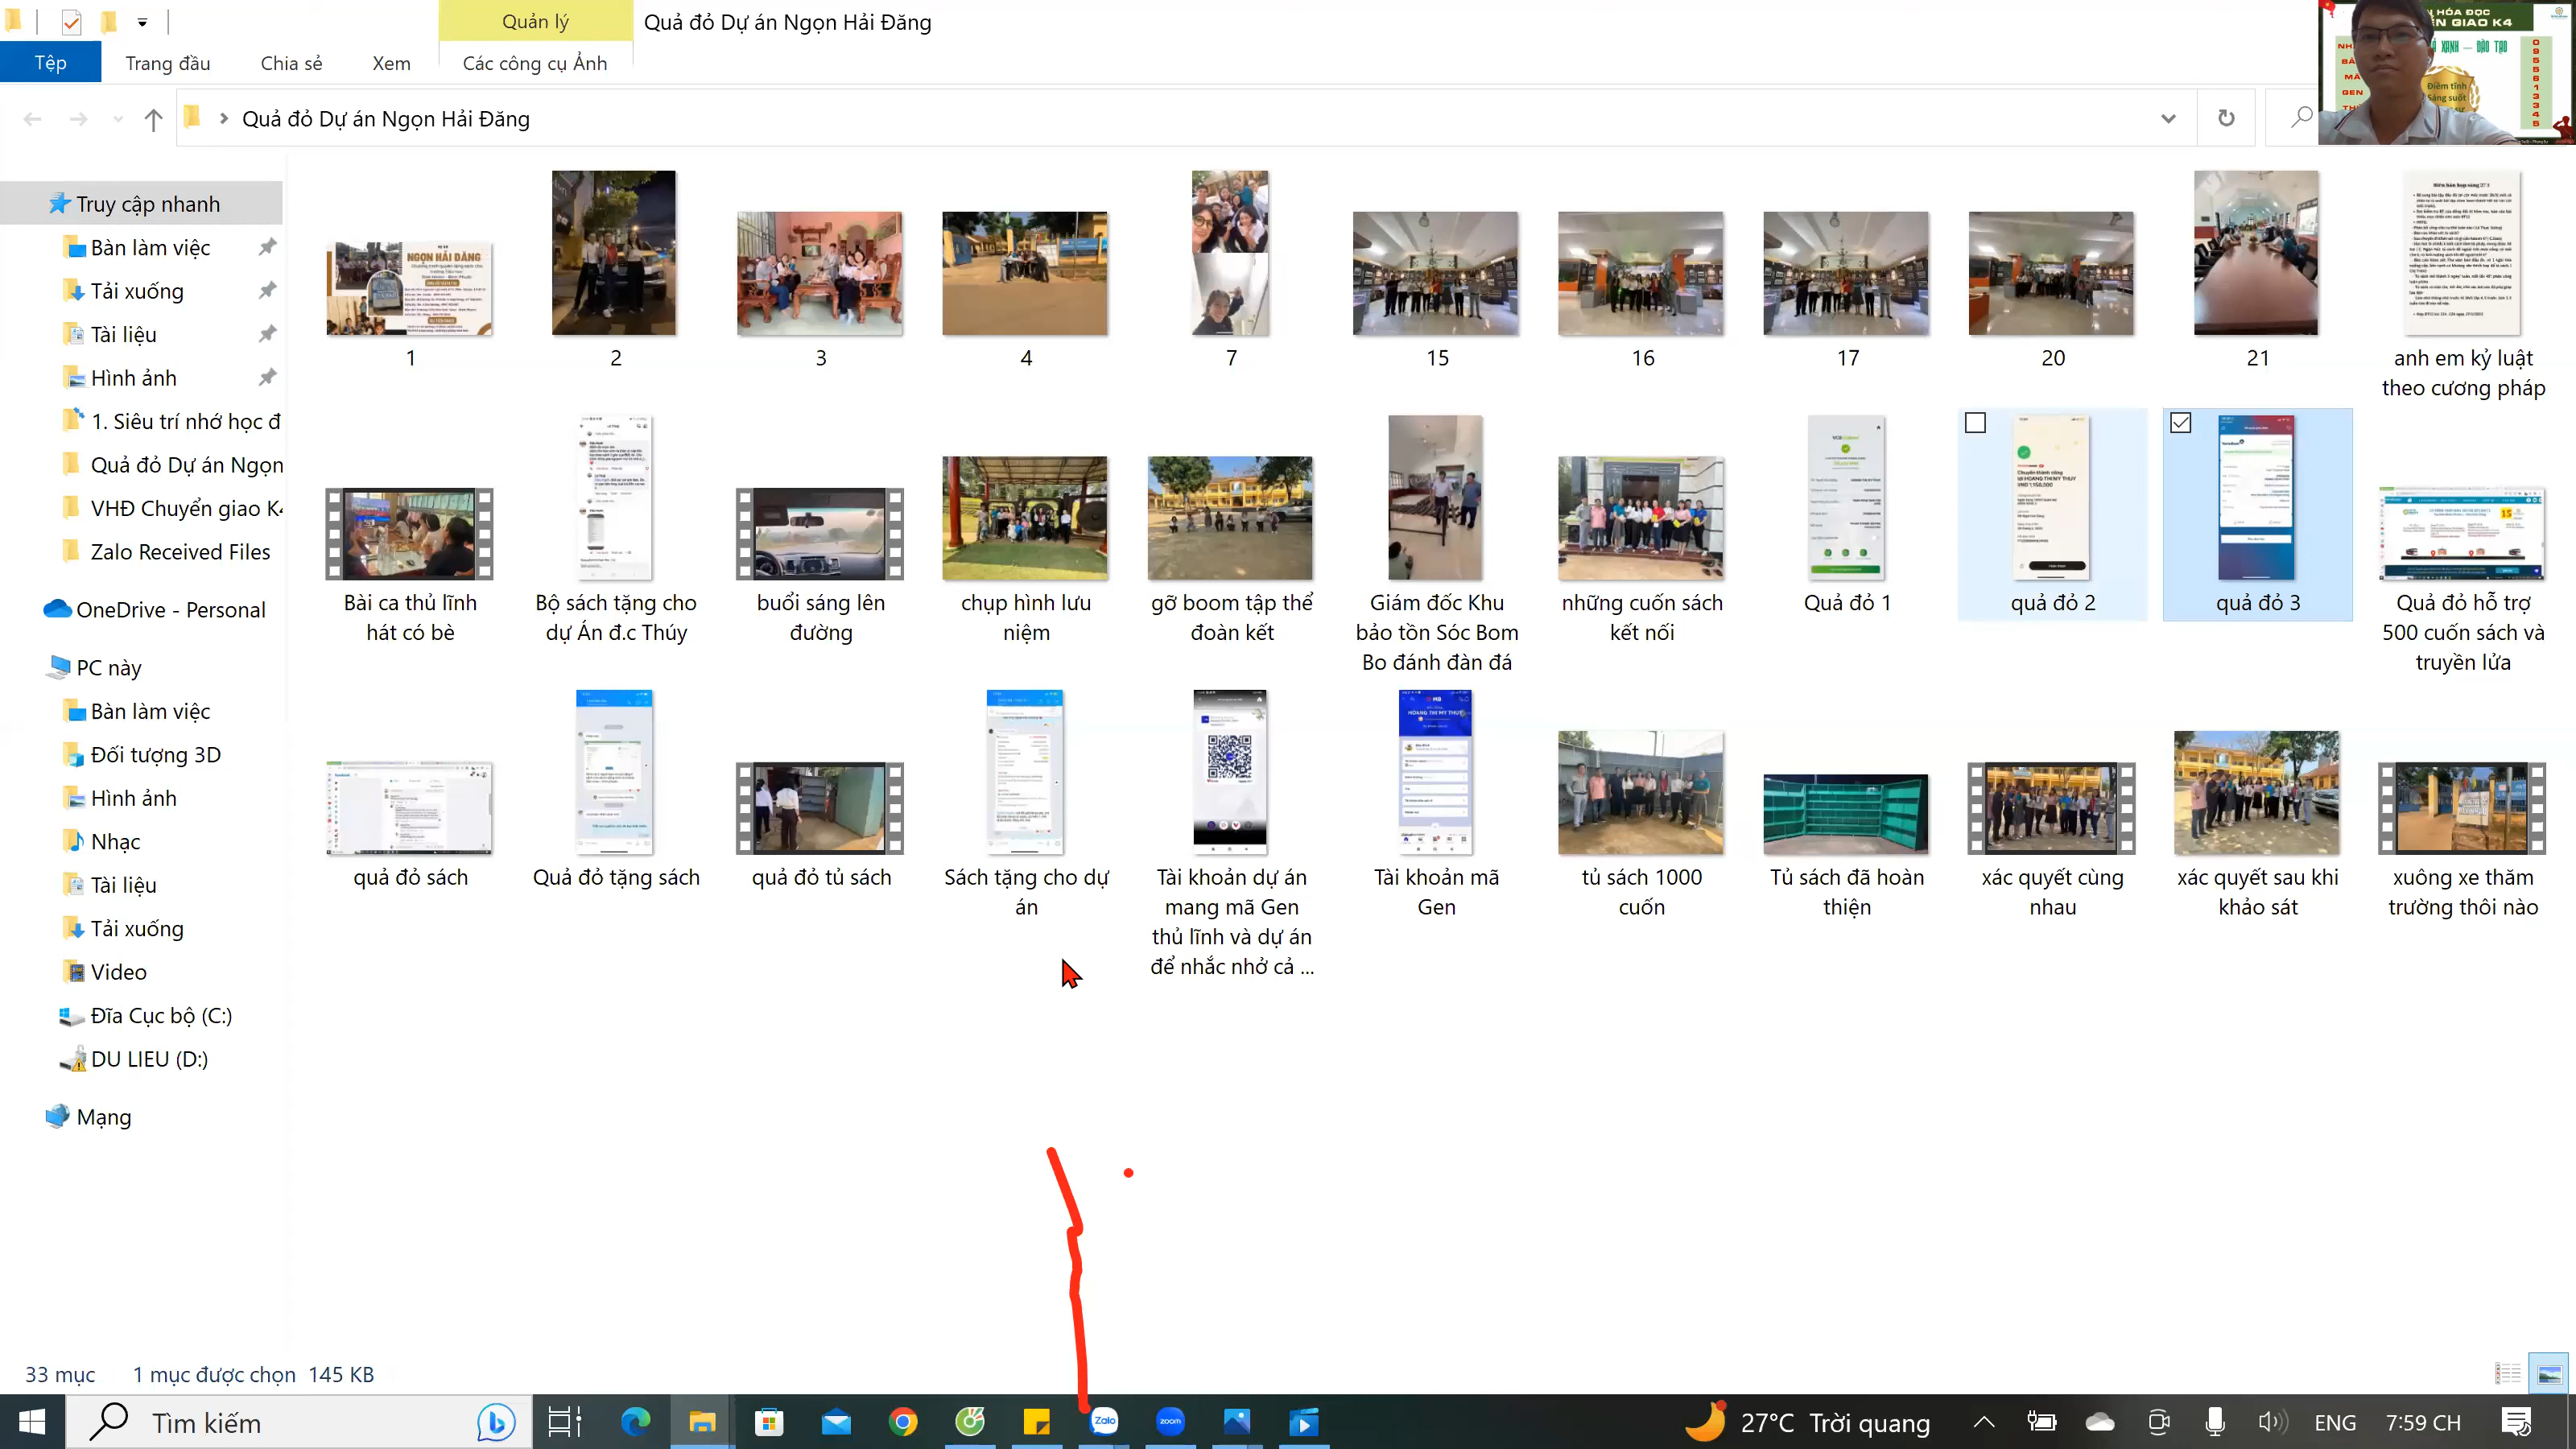 Quản lý
Quả đỏ Dự án Ngọn Hải Đăng
Tệp
Trang đầu
Chia sẻ
Xem
Các công cụ Ảnh
Quả đỏ Dự án Ngọn Hải Đăng
Truy cập nhanh
Bàn làm việc
Tải xuống
Tài liệu
Hình ảnh
1. Siêu trí nhớ học đ
Quả đỏ Dự án Ngọn
VHĐ Chuyển giao K4
Zalo Received Files
OneDrive - Personal
PC này
Bàn làm việc
Đối tượng 3D
Hình ảnh
Nhạc
Tài liệu
Tải xuống
Video
Đĩa Cục bộ (C:)
DU LIEU (D:)
Mạng
NGỌN HẢI ĐĂNG
1
2
3
4
7
15
16
17
20
21
anh em kỷ luật
theo cương pháp
Bài ca thủ lĩnh
hát có bè
Bộ sách tặng cho
dự Án đ.c Thúy
buổi sáng lên
đường
chụp hình lưu
niệm
gỡ boom tập thể
đoàn kết
Giám đốc Khu
bảo tồn Sóc Bom
Bo đánh đàn đá
những cuốn sách
kết nối
Quả đỏ 1
quả đỏ 2
quả đỏ 3
Quả đỏ hỗ trợ
500 cuốn sách và
truyền lửa
quả đỏ sách
Quả đỏ tặng sách
quả đỏ tủ sách
Sách tặng cho dự
án
Tài khoản dự án
mang mã Gen
thủ lĩnh và dự án
để nhắc nhở cả ...
Tài khoản mã
Gen
tủ sách 1000
cuốn
Tủ sách đã hoàn
thiện
xác quyết cùng
nhau
xác quyết sau khi
khảo sát
xuông xe thăm
trường thôi nào
33 mục
1 mục được chọn 145 KB
Tìm kiếm
Zalo
zoom
27°C Trời quang
ENG
7:59 CH